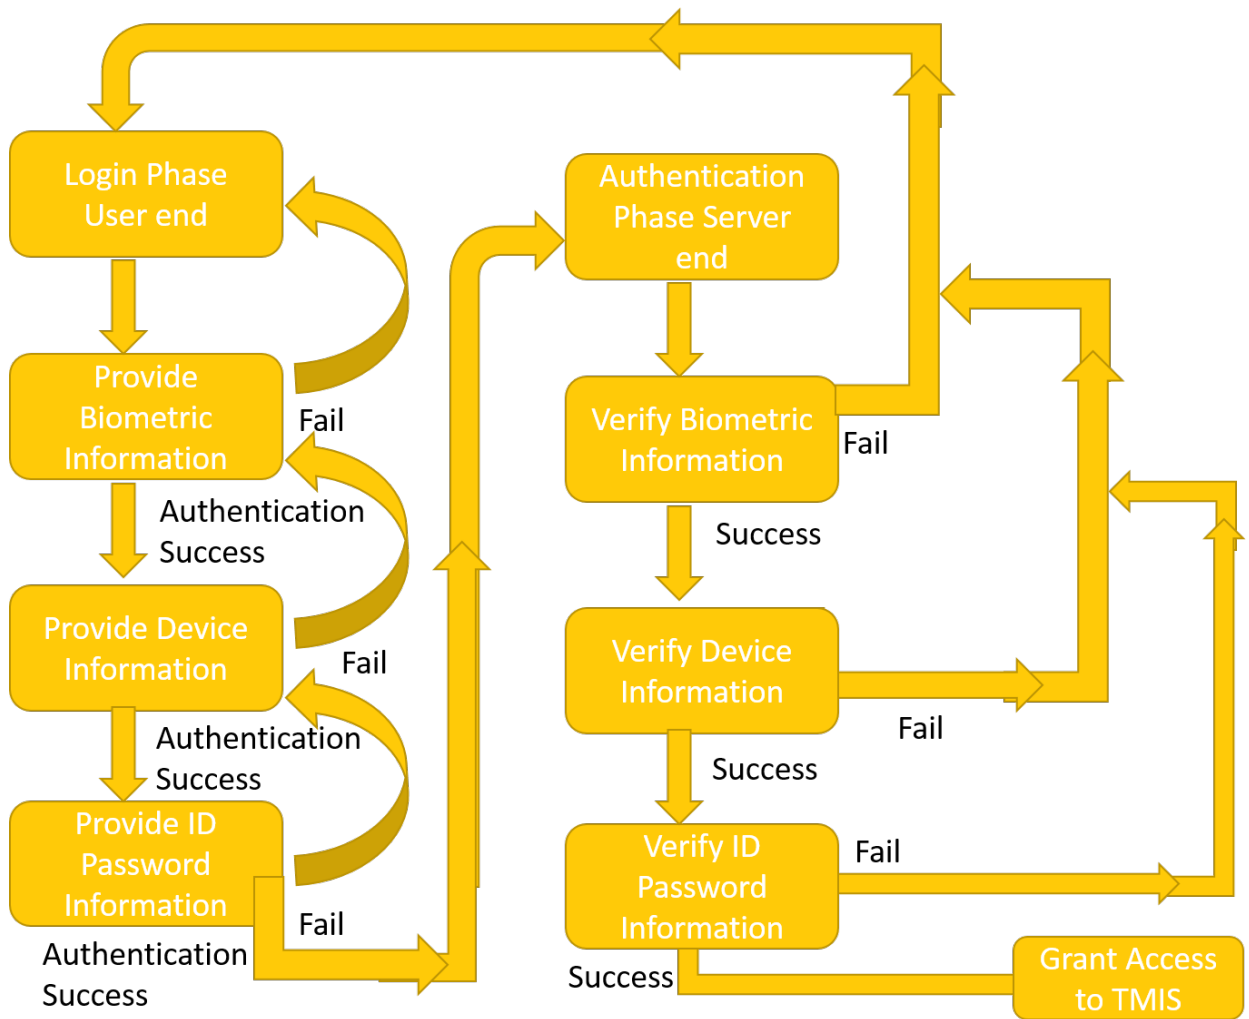 Login Phase
User end
Provide
Biometric
Information
Fail
Authentication
Success
Provide Device
Information
Fail
Authentication
Success
Provide ID
Password
Information
Fail
Authentication
Success
Authentication
Phase Server
end
Verify Biometric
Information
Fail
Success
Verify Device
Information
Fail
Success
Verify ID
Password
Information
Fail
Success
Grant Access
to TMIS